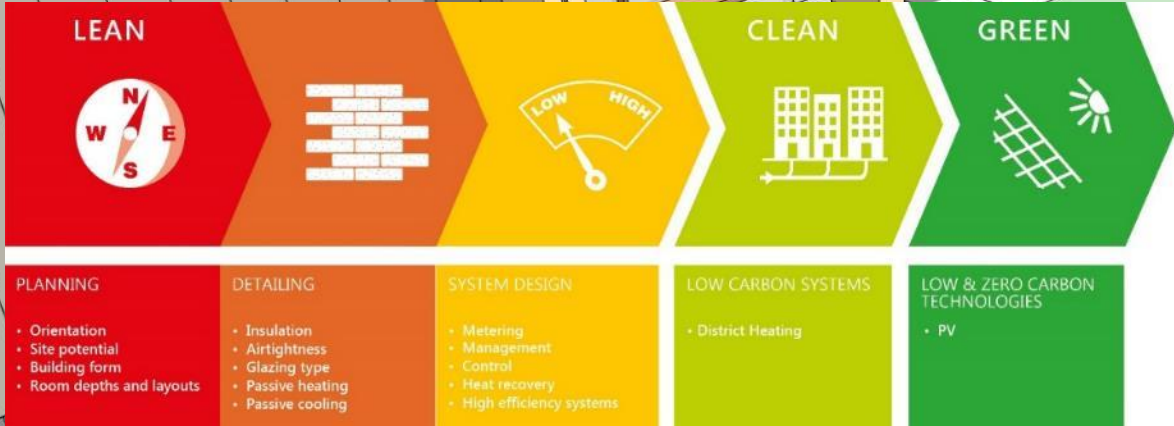 LEAN
CLEAN
GREEN
N
W
E
S
LOW
HIGH
PLANNING
• Orientation
• Site potential
• Building form
• Room depths and layouts
DETAILING
• Insulation
• Airtightness
• Glazing type
• Passive heating
• Passive cooling
SYSTEM DESIGN
• Metering
• Management
• Control
• Heat recovery
• High efficiency systems
LOW CARBON SYSTEMS
• District Heating
LOW & ZERO CARBON
TECHNOLOGIES
• PV